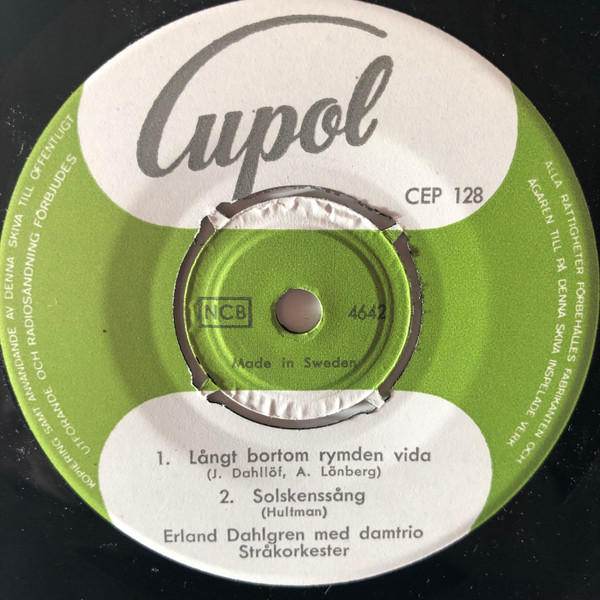 Cupol
CEP 128
NCB
4642
Made in Sweden
1. Långt bortom rymden vida
(J. Dahllöf, A. Lönberg)
2. Solskenssång
(Hultman)
Erland Dahlgren med damtrio
Stråkorkester
ALLA RÄTTIGHETER FÖRBEHÅLLES FABRIKANTEN OCH
ÄGAREN TILL PÅ DENNA SKIVA INSPELADE VERK
KOPIERING SAMT ANVÄNDANDE AV DENNA SKIVA TILL OFFENTLIGT
UTFÖRANDE OCH RADIOSÄNDNING FÖRBJUDES